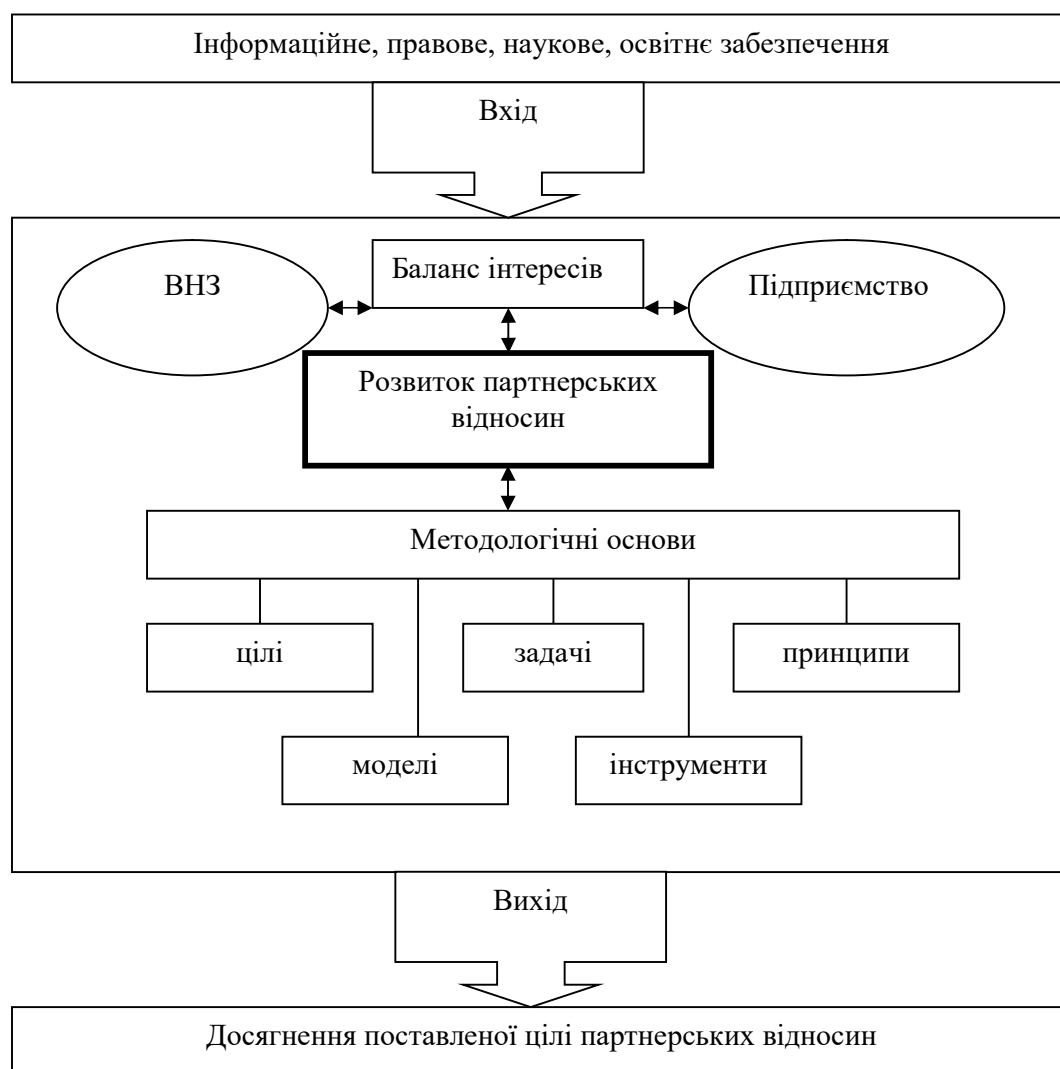 Інформаційне, правове, наукове, освітнє забезпечення
Вхід
ВНЗ
Баланс інтересів
Підприємство
Розвиток партнерських
відносин
Методологічні основи
цілі
задачі
принципи
моделі
інструменти
Вихід
Досягнення поставленої цілі партнерських відносин